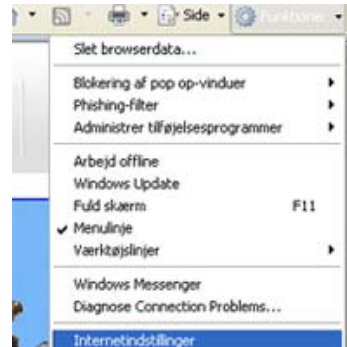 Side
Funktioner
Slet browserdata...
Blokering af pop op-vinduer
Phishing-filter
Administrer tilføjelsesprogrammer
Arbejd offline
Windows Update
Fuld skærm F11
Menulinje
Værktøjslinjer
Windows Messenger
Diagnose Connection Problems...
Internetindstillinger